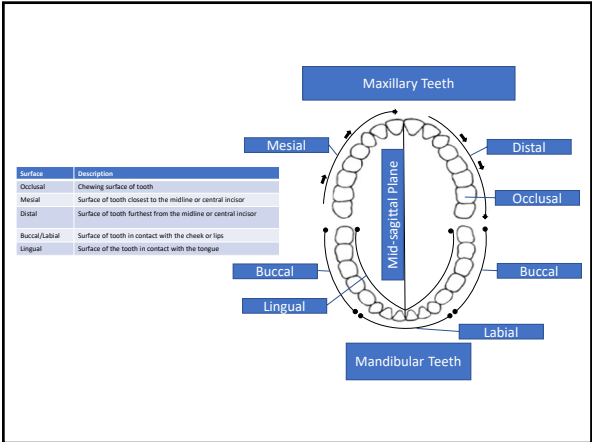 Maxillary Teeth
Mesial
Distal
Surface Description
Occlusal Chewing surface of tooth
Mesial Surface of tooth closest to the midline or central incisor
Distal Surface of tooth furthest from the midline or central incisor
Buccal/Labial Surface of tooth in contact with the cheek or lips
Lingual Surface of the tooth in contact with the tongue
Mid-sagittal Plane
Occlusal
Buccal
Buccal
Lingual
Labial
Mandibular Teeth